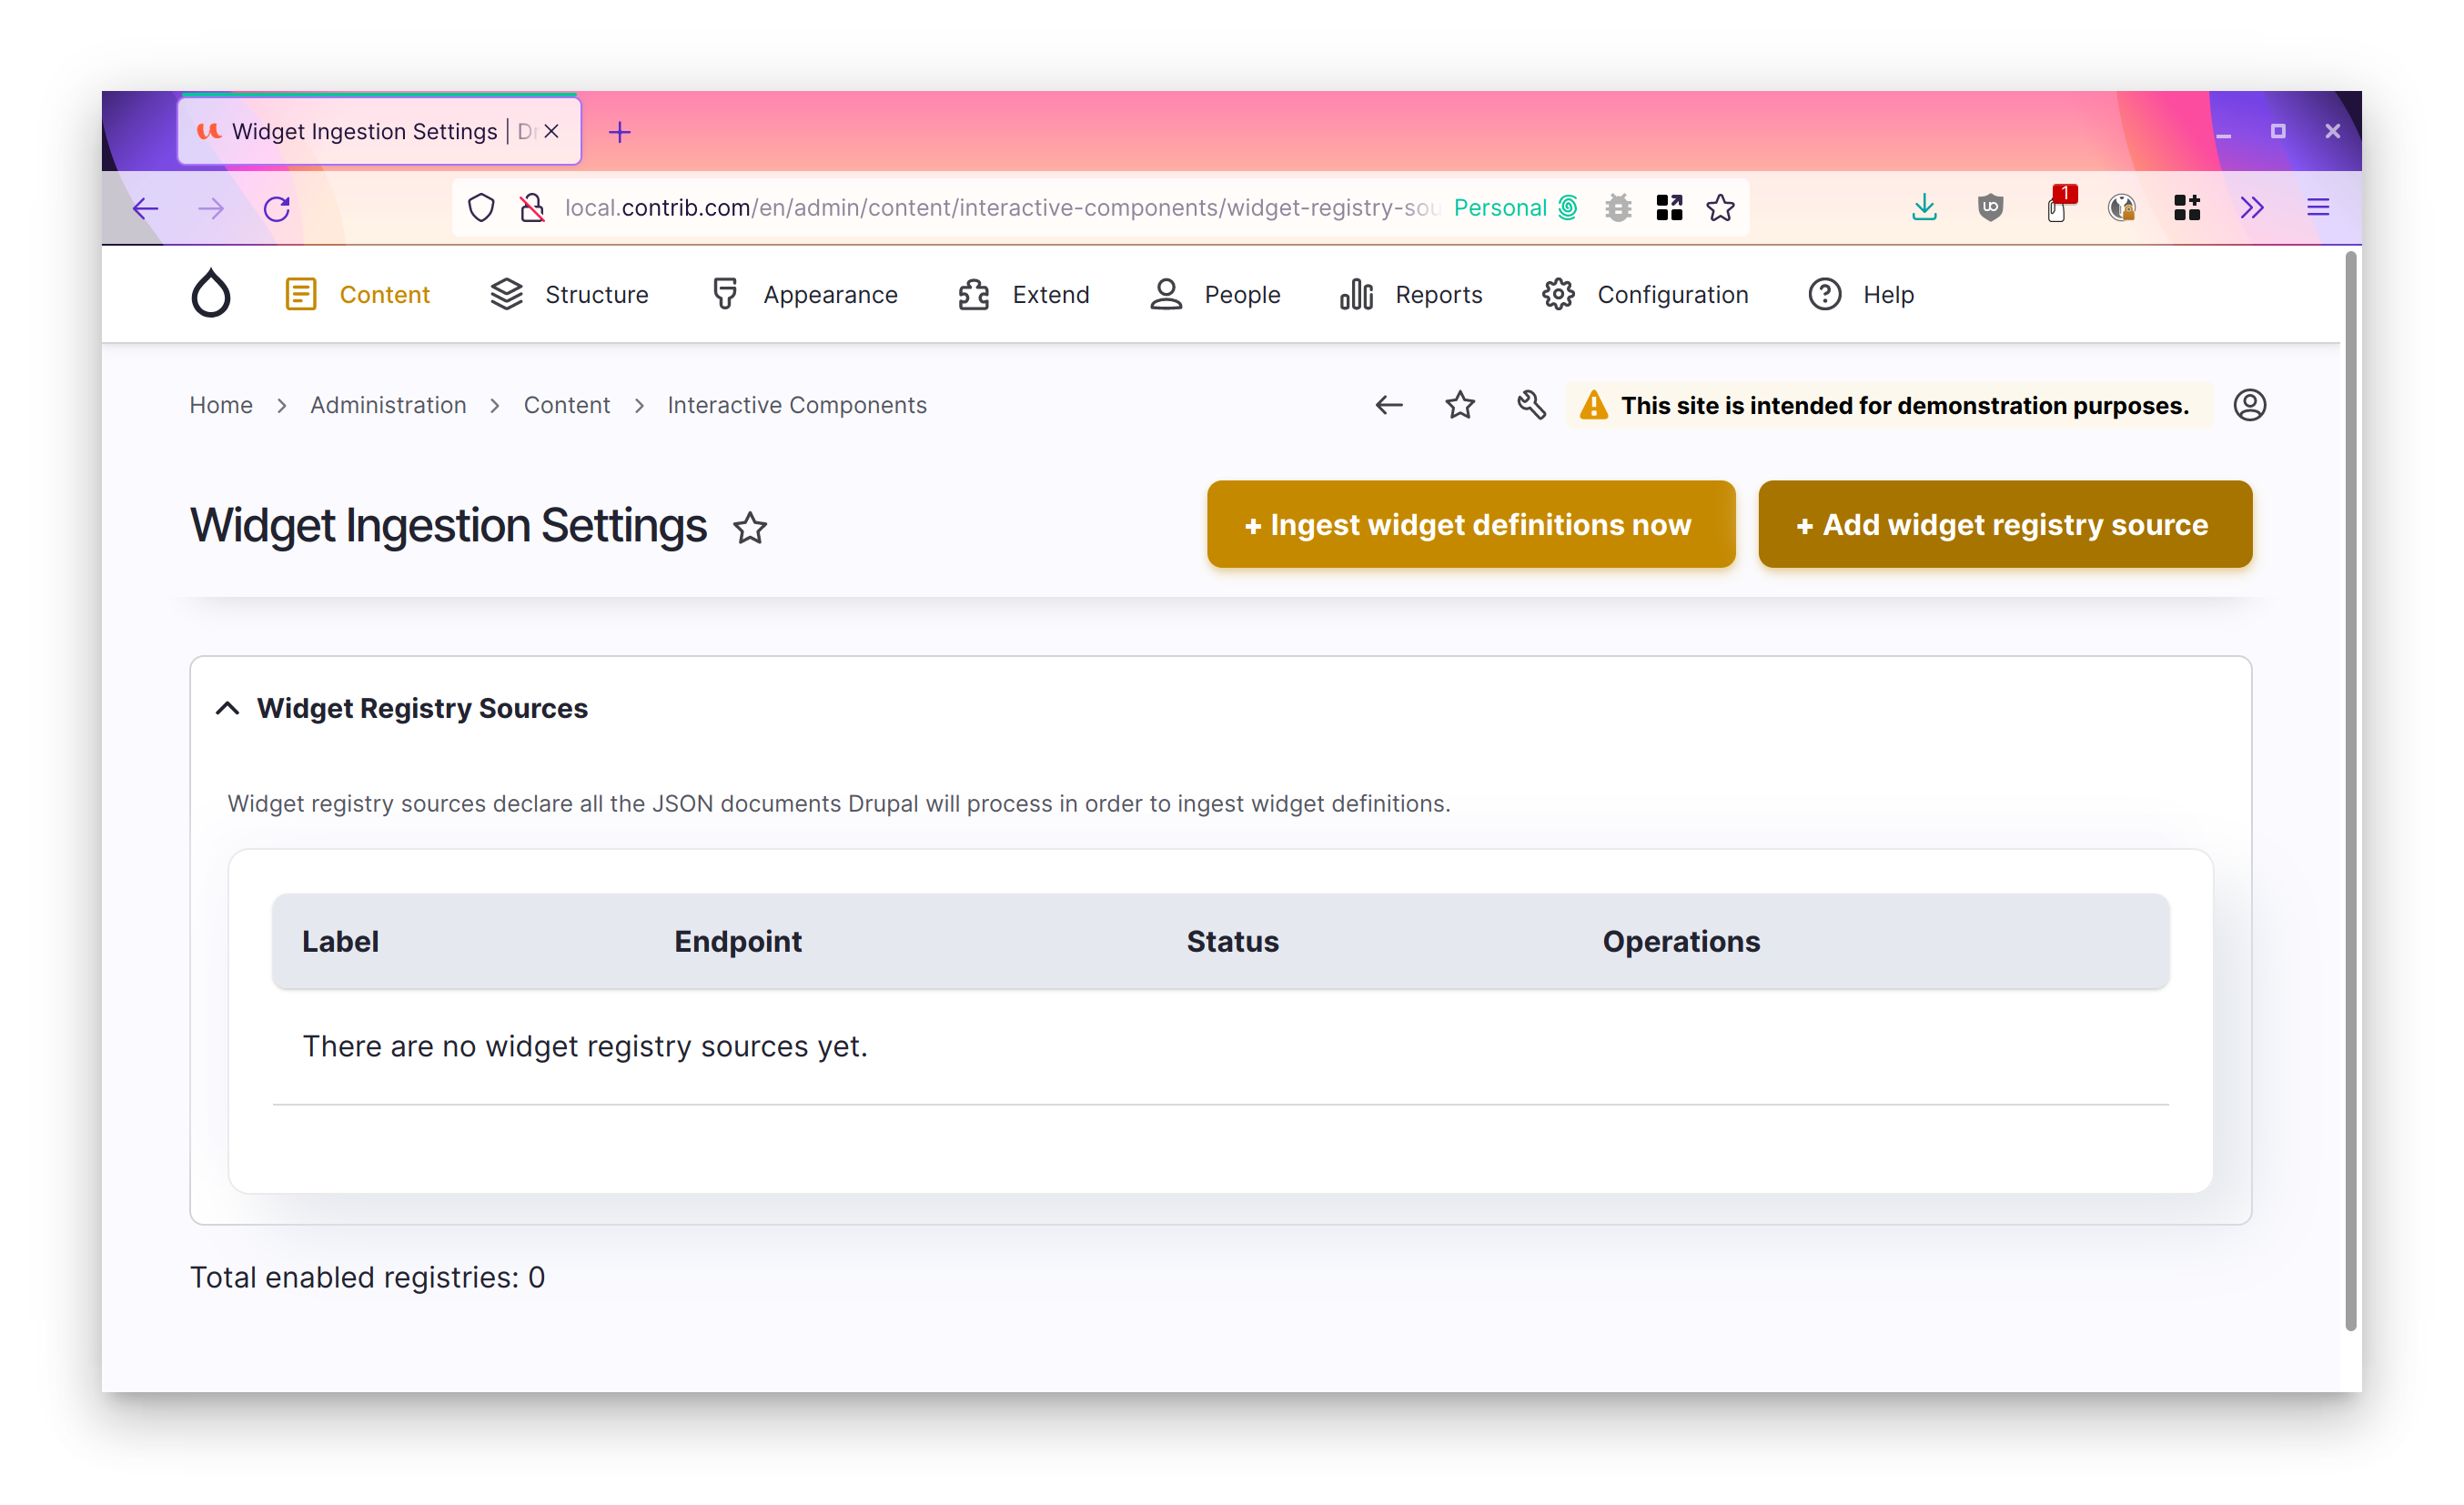 Widget Ingestion Settings |
local.contrib.com/en/admin/content/interactive-components/widget-registry-sou Personal
1
Content Structure Appearance Extend People Reports Configuration Help
Home > Administration > Content > Interactive Components
This site is intended for demonstration purposes.
Widget Ingestion Settings
+ Ingest widget definitions now
+ Add widget registry source
Widget Registry Sources
Widget registry sources declare all the JSON documents Drupal will process in order to ingest widget definitions.
Label Endpoint Status Operations
There are no widget registry sources yet.
Total enabled registries: 0